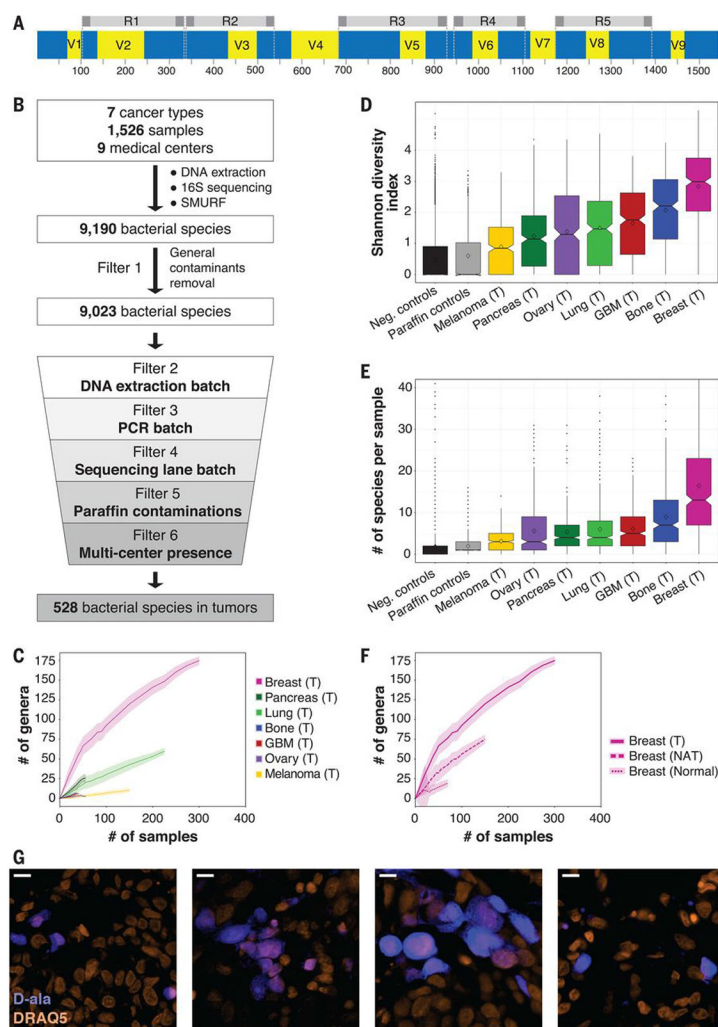 A
R1 R2 R3 R4 R5
V1 V2 V3 V4 V5 V6 V7 V8 V9
100 200 300 400 500 600 700 800 900 1000 1100 1200 1300 1400 1500
B
7 cancer types
1,526 samples
9 medical centers
● DNA extraction
● 16S sequencing
● SMURF
9,190 bacterial species
Filter 1
General
contaminants
removal
9,023 bacterial species
Filter 2
DNA extraction batch
Filter 3
PCR batch
Filter 4
Sequencing lane batch
Filter 5
Paraffin contaminations
Filter 6
Multi-center presence
528 bacterial species in tumors
C
# of genera
175
150
125
100
75
50
25
0
0 100 200 300 400
# of samples
Breast (T)
Pancreas (T)
Lung (T)
Bone (T)
GBM (T)
Ovary (T)
Melanoma (T)
D
Shannon diversity
index
4
3
2
1
0
Neg. controls
Paraffin controls
Melanoma (T)
Pancreas (T)
Ovary (T)
Lung (T)
GBM (T)
Bone (T)
Breast (T)
E
# of species per sample
40
30
20
10
0
Neg. controls
Paraffin controls
Melanoma (T)
Ovary (T)
Pancreas (T)
Lung (T)
GBM (T)
Bone (T)
Breast (T)
F
# of genera
175
150
125
100
75
50
25
0
0 100 200 300 400
# of samples
Breast (T)
Breast (NAT)
Breast (Normal)
G
D-ala
DRAQ5